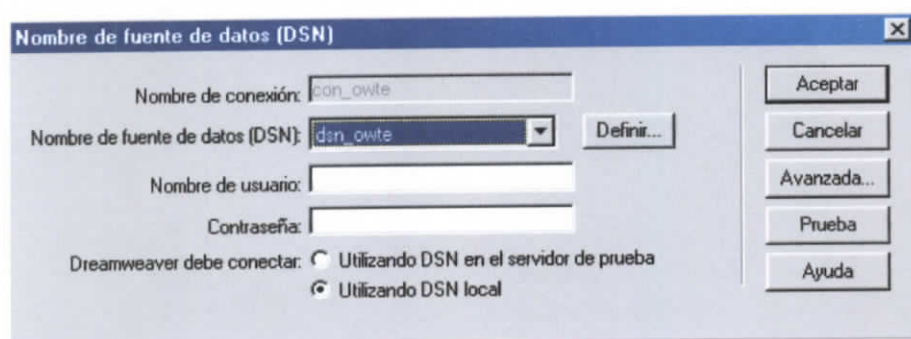 Nombre de fuente de datos (DSN)
Nombre de conexión: con_owte
Nombre de fuente de datos (DSN): dsn_owte Definir...
Nombre de usuario:
Contraseña:
Dreamweaver debe conectar: Utilizando DSN en el servidor de prueba
Utilizando DSN local
Aceptar
Cancelar
Avanzada...
Prueba
Ayuda